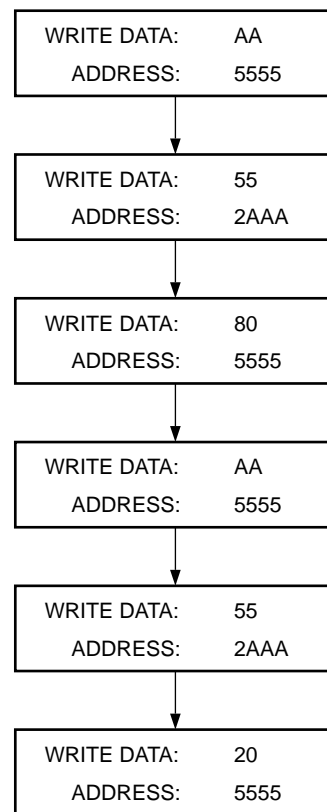 WRITE DATA: AA
ADDRESS: 5555
WRITE DATA: 55
ADDRESS: 2AAA
WRITE DATA: 80
ADDRESS: 5555
WRITE DATA: AA
ADDRESS: 5555
WRITE DATA: 55
ADDRESS: 2AAA
WRITE DATA: 20
ADDRESS: 5555